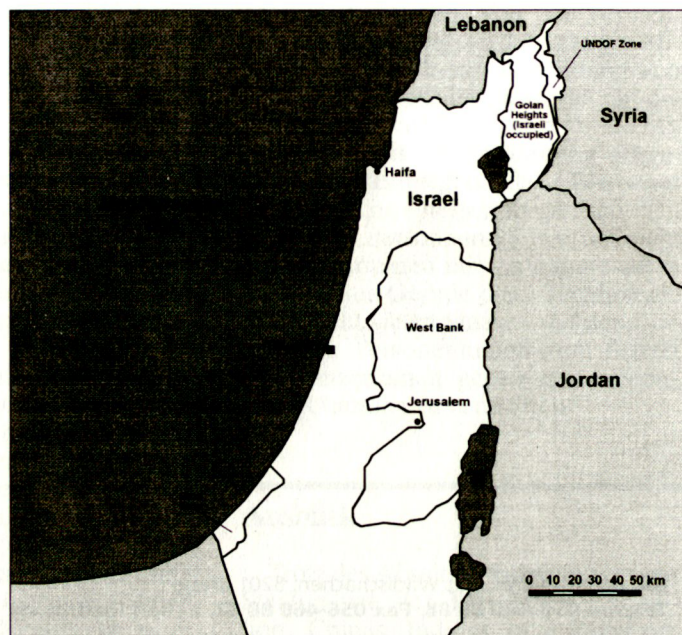 Lebanon
UNDOF Zone
Golan
Heights
(Israeli
occupied)
Syria
Haifa
Israel
West Bank
Jerusalem
Jordan
0 10 20 30 40 50 km